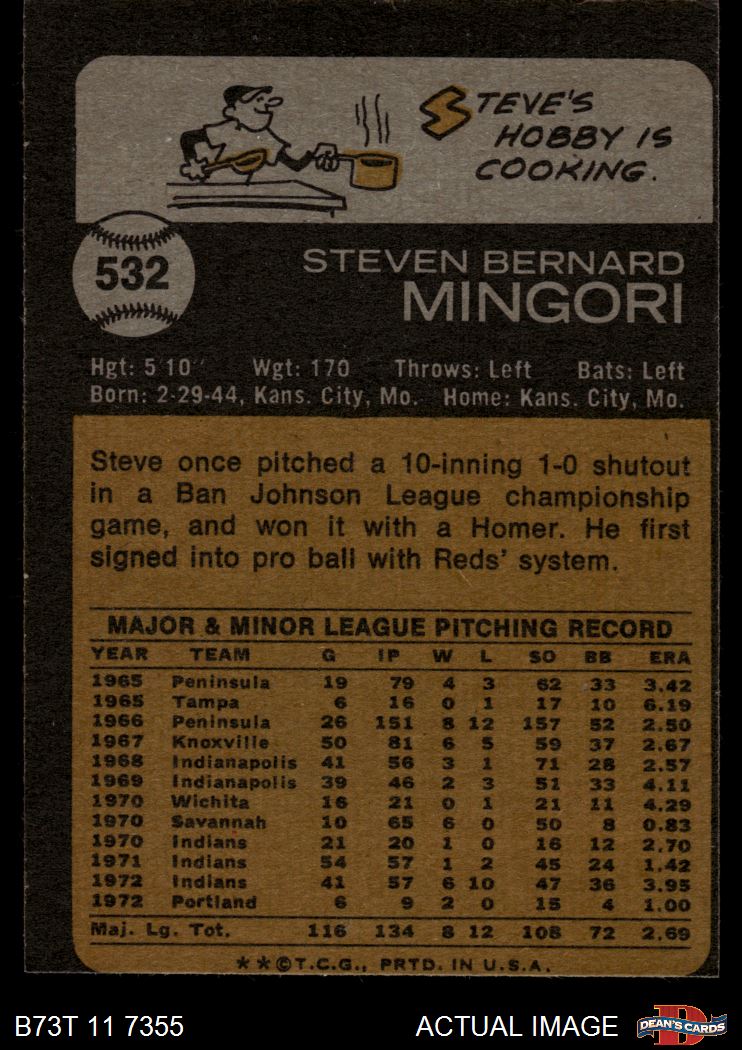 STEVE'S
HOBBY IS
COOKING.
532
STEVEN BERNARD
MINGORI
Hgt: 5'10" Wgt: 170 Throws: Left Bats: Left
Born: 2-29-44, Kans. City, Mo. Home: Kans. City, Mo.
Steve once pitched a 10-inning 1-0 shutout
in a Ban Johnson League championship
game, and won it with a Homer. He first
signed into pro ball with Reds' system.
MAJOR & MINOR LEAGUE PITCHING RECORD
YEAR TEAM G IP W L SO BB ERA
1965 Peninsula 19 79 4 3 62 33 3.42
1965 Tampa 6 16 0 1 17 10 6.19
1966 Peninsula 26 151 8 12 157 52 2.50
1967 Knoxville 50 81 6 5 59 37 2.67
1968 Indianapolis 41 56 3 1 71 28 2.57
1969 Indianapolis 39 46 2 3 51 33 4.11
1970 Wichita 16 21 0 1 21 11 4.29
1970 Savannah 10 65 6 0 50 8 0.83
1970 Indians 21 20 1 0 16 12 2.70
1971 Indians 54 57 1 2 45 24 1.42
1972 Indians 41 57 6 10 47 36 3.95
1972 Portland 6 9 2 0 15 4 1.00
Maj. Lg. Tot. 116 134 8 12 108 72 2.69
**©T.C.G., PRTD. IN U.S.A.
B73T 11 7355 ACTUAL IMAGE DEAN'S CARDS